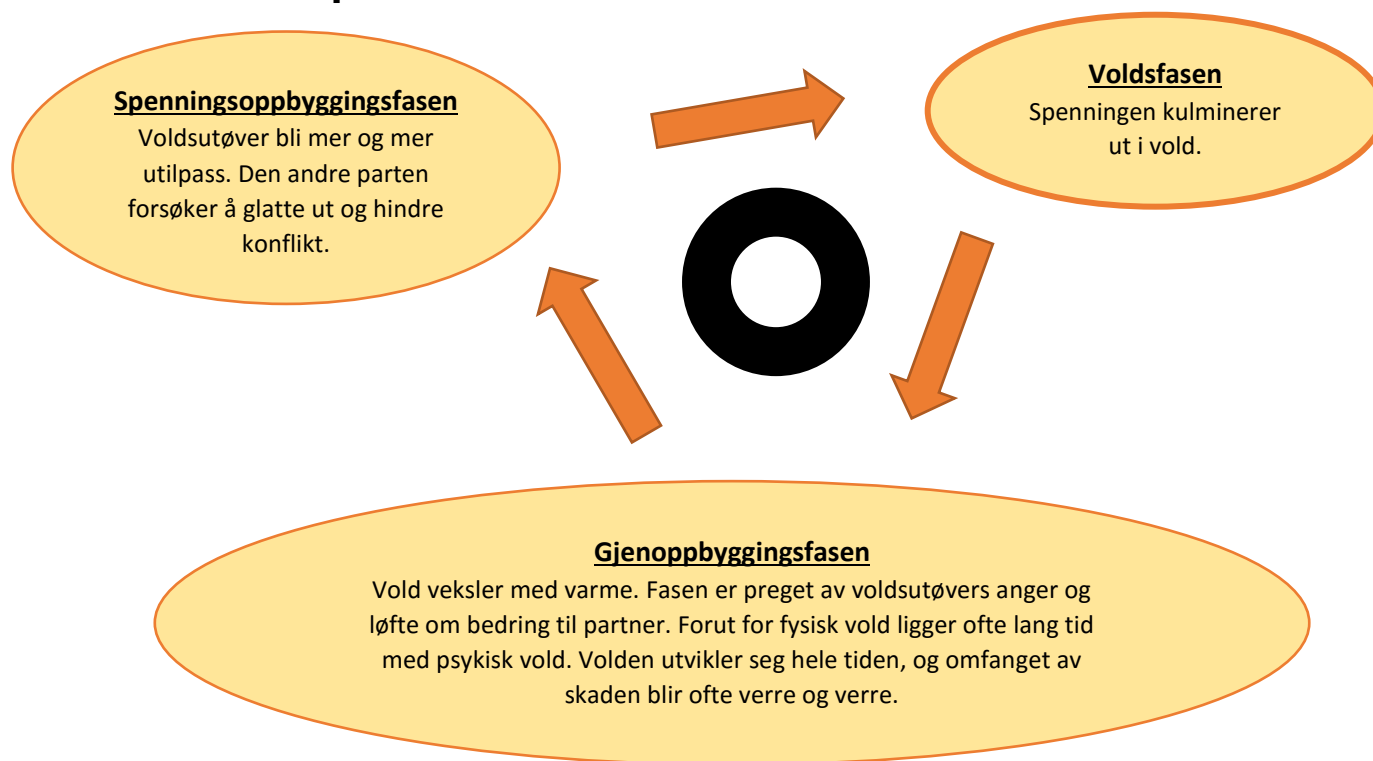 Spenningsoppbyggingsfasen
Voldsutøver bli mer og mer
utilpass. Den andre parten
forsøker å glatte ut og hindre
konflikt.
Voldsfasen
Spenningen kulminerer
ut i vold.
Gjenoppbyggingsfasen
Vold veksler med varme. Fasen er preget av voldsutøvers anger og
løfte om bedring til partner. Forut for fysisk vold ligger ofte lang tid
med psykisk vold. Volden utvikler seg hele tiden, og omfanget av
skaden blir ofte verre og verre.